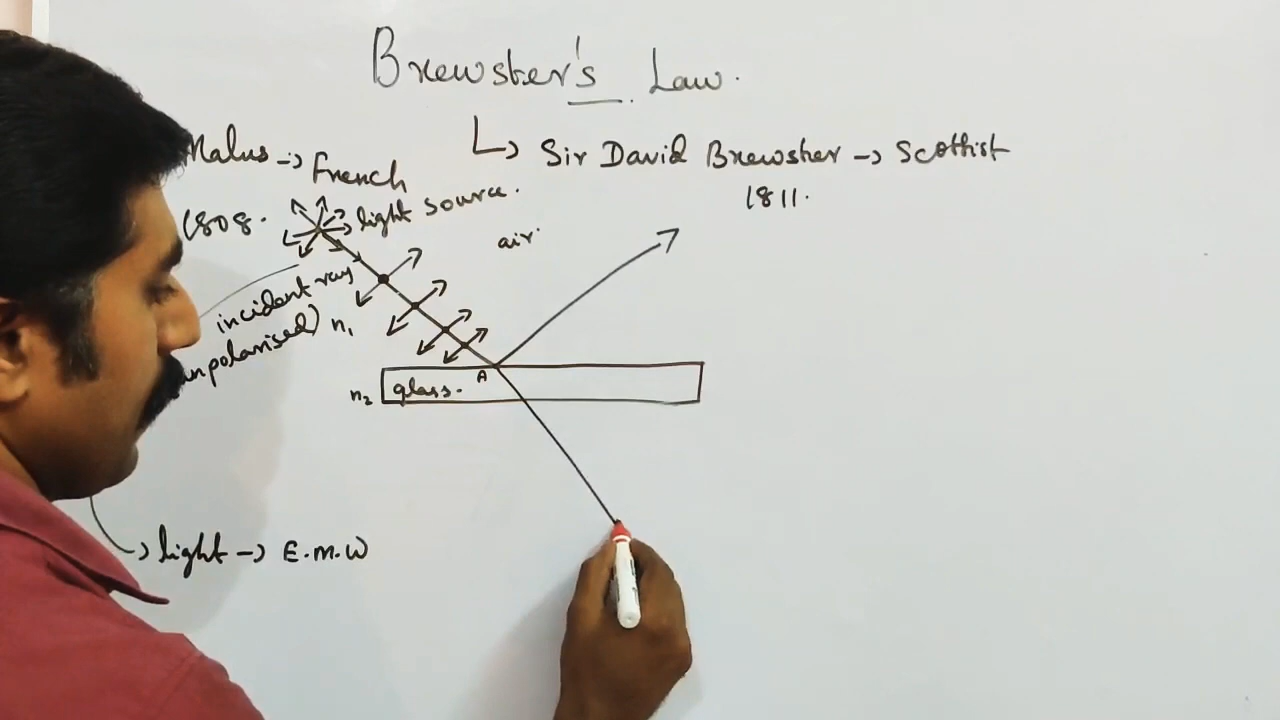 Brewster's Law.
Malus → French
1808.
↳ Sir David Brewster → Scottist
1811.
light source.
air
incident ray
unpolarised)
n₁
n₂
glass.
A
→ light → E.M.W